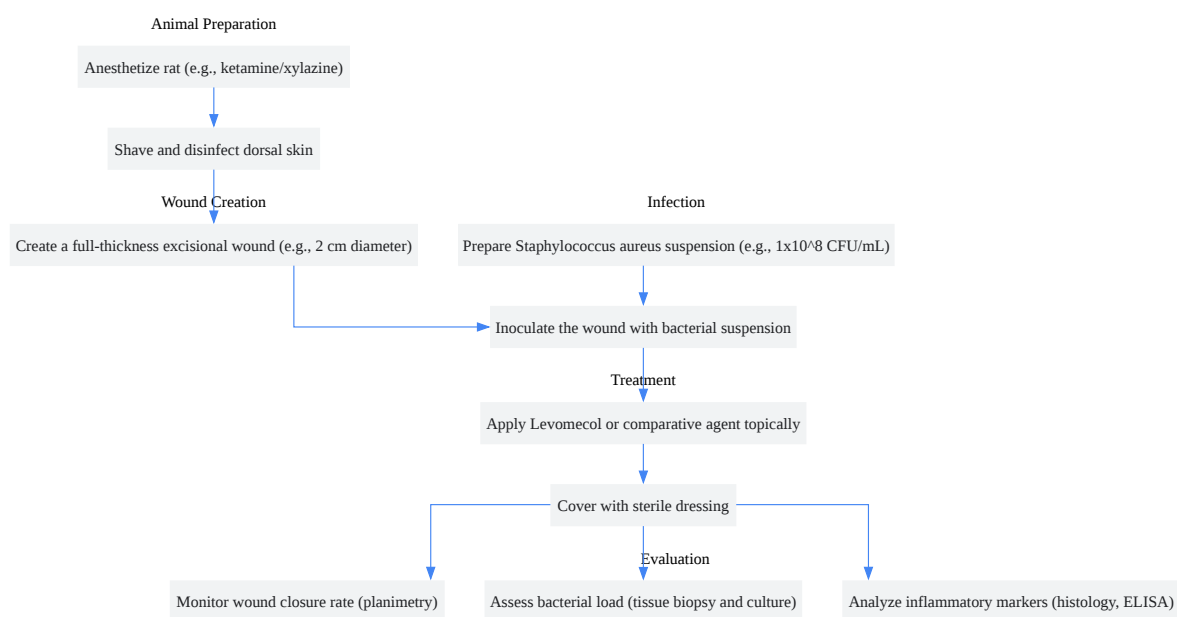 Animal Preparation
Anesthetize rat (e.g., ketamine/xylazine)
Shave and disinfect dorsal skin
Wound Creation
Create a full-thickness excisional wound (e.g., 2 cm diameter)
Infection
Prepare Staphylococcus aureus suspension (e.g., 1x10^8 CFU/mL)
Inoculate the wound with bacterial suspension
Treatment
Apply Levomecol or comparative agent topically
Cover with sterile dressing
Evaluation
Monitor wound closure rate (planimetry)
Assess bacterial load (tissue biopsy and culture)
Analyze inflammatory markers (histology, ELISA)